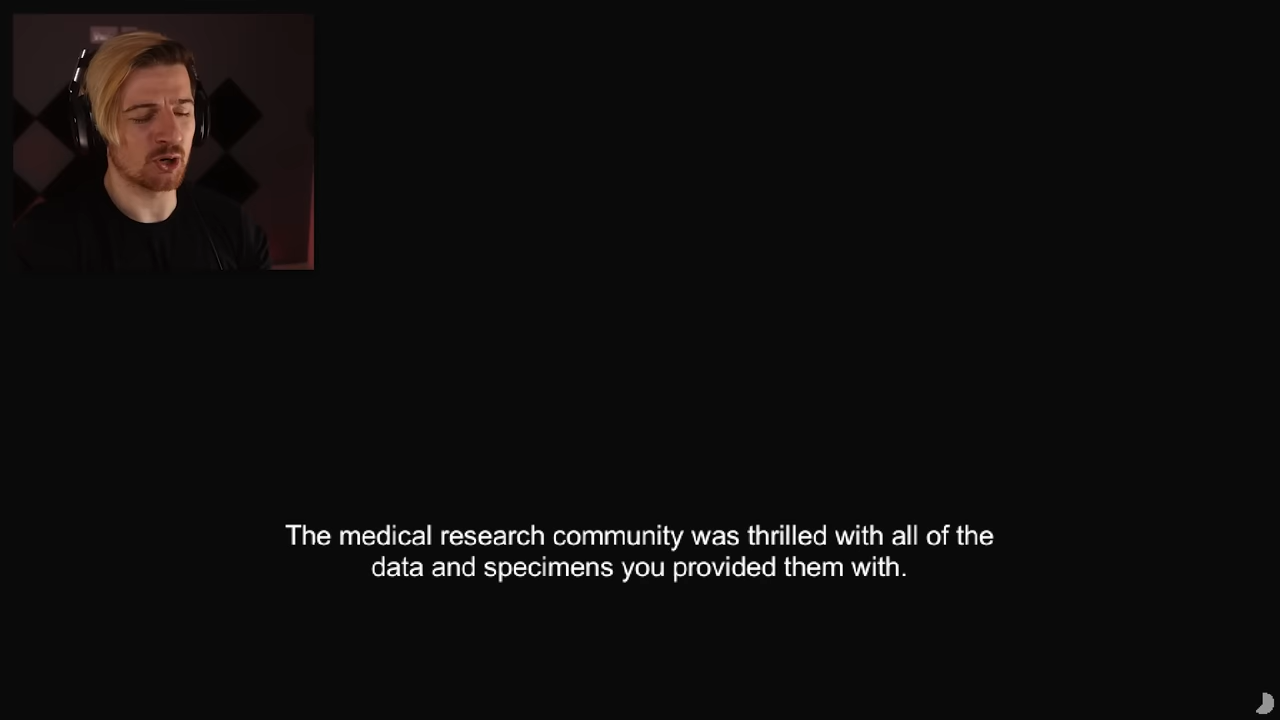 The medical research community was thrilled with all of the
data and specimens you provided them with.